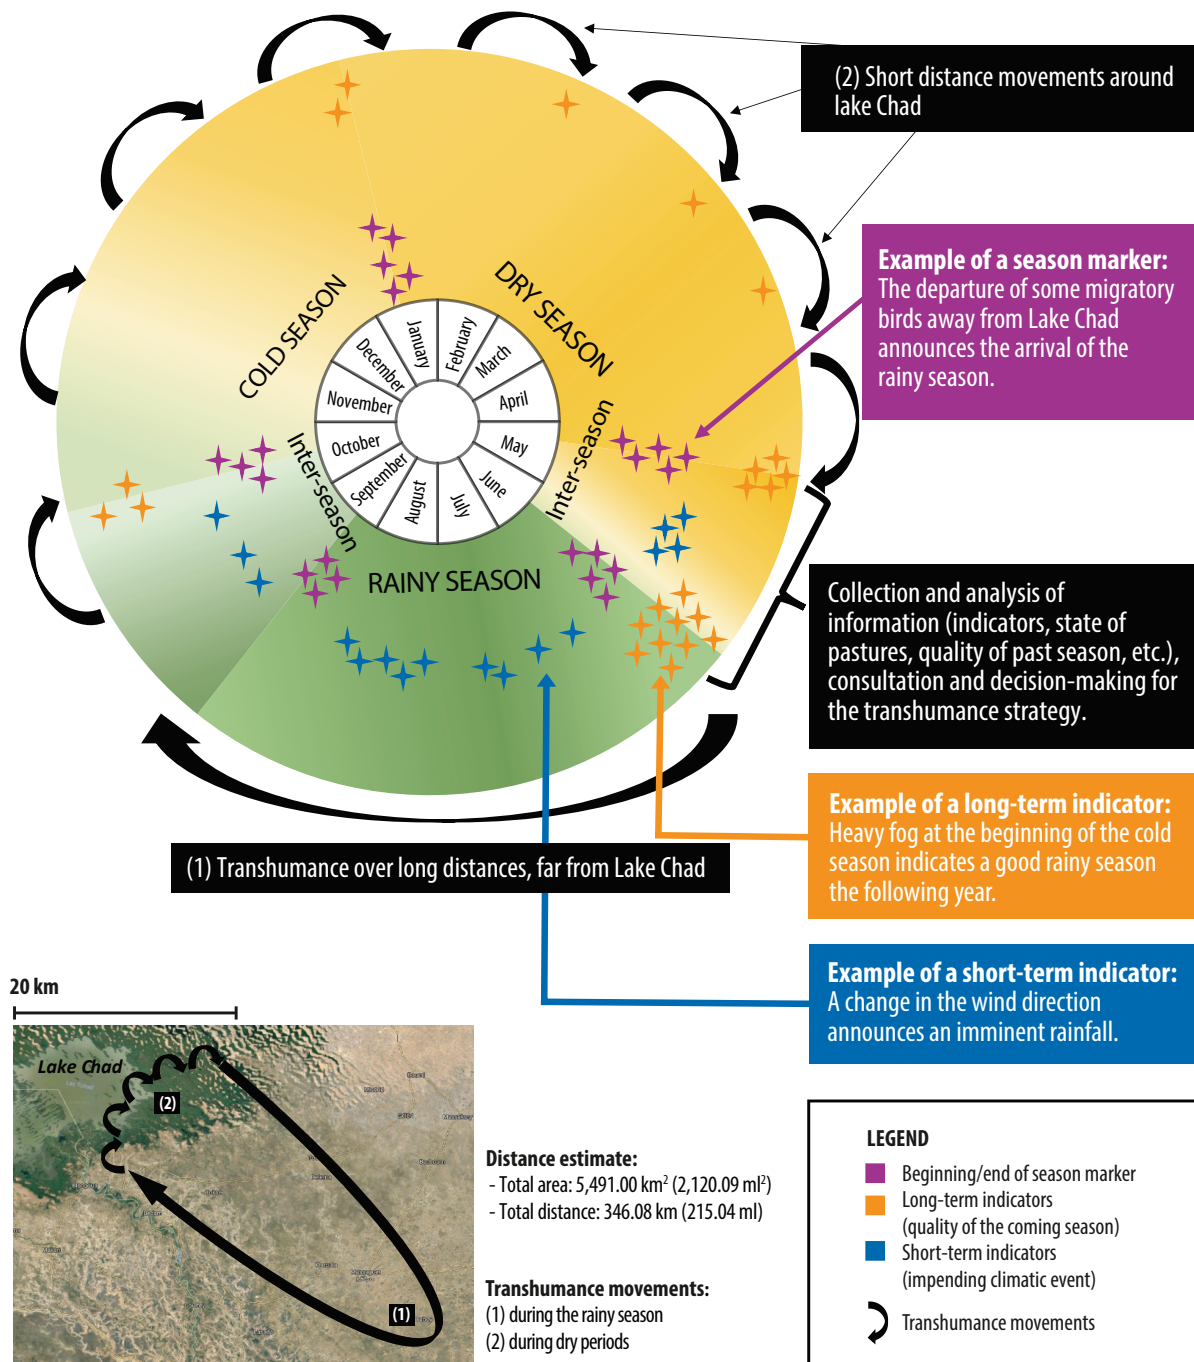 (2) Short distance movements around
lake Chad
Example of a season marker:
The departure of some migratory
birds away from Lake Chad
announces the arrival of the
rainy season.
COLD SEASON
DRY SEASON
Inter-season
RAINY SEASON
Inter-season
January
February
March
April
May
June
July
August
September
October
November
December
Collection and analysis of
information (indicators, state of
pastures, quality of past season, etc.),
consultation and decision-making for
the transhumance strategy.
Example of a long-term indicator:
Heavy fog at the beginning of the cold
season indicates a good rainy season
the following year.
(1) Transhumance over long distances, far from Lake Chad
Example of a short-term indicator:
A change in the wind direction
announces an imminent rainfall.
20 km
Lake Chad
(2)
(1)
Distance estimate:
- Total area: 5,491.00 km² (2,120.09 ml²)
- Total distance: 346.08 km (215.04 ml)
Transhumance movements:
(1) during the rainy season
(2) during dry periods
LEGEND
Beginning/end of season marker
Long-term indicators
(quality of the coming season)
Short-term indicators
(impending climatic event)
Transhumance movements